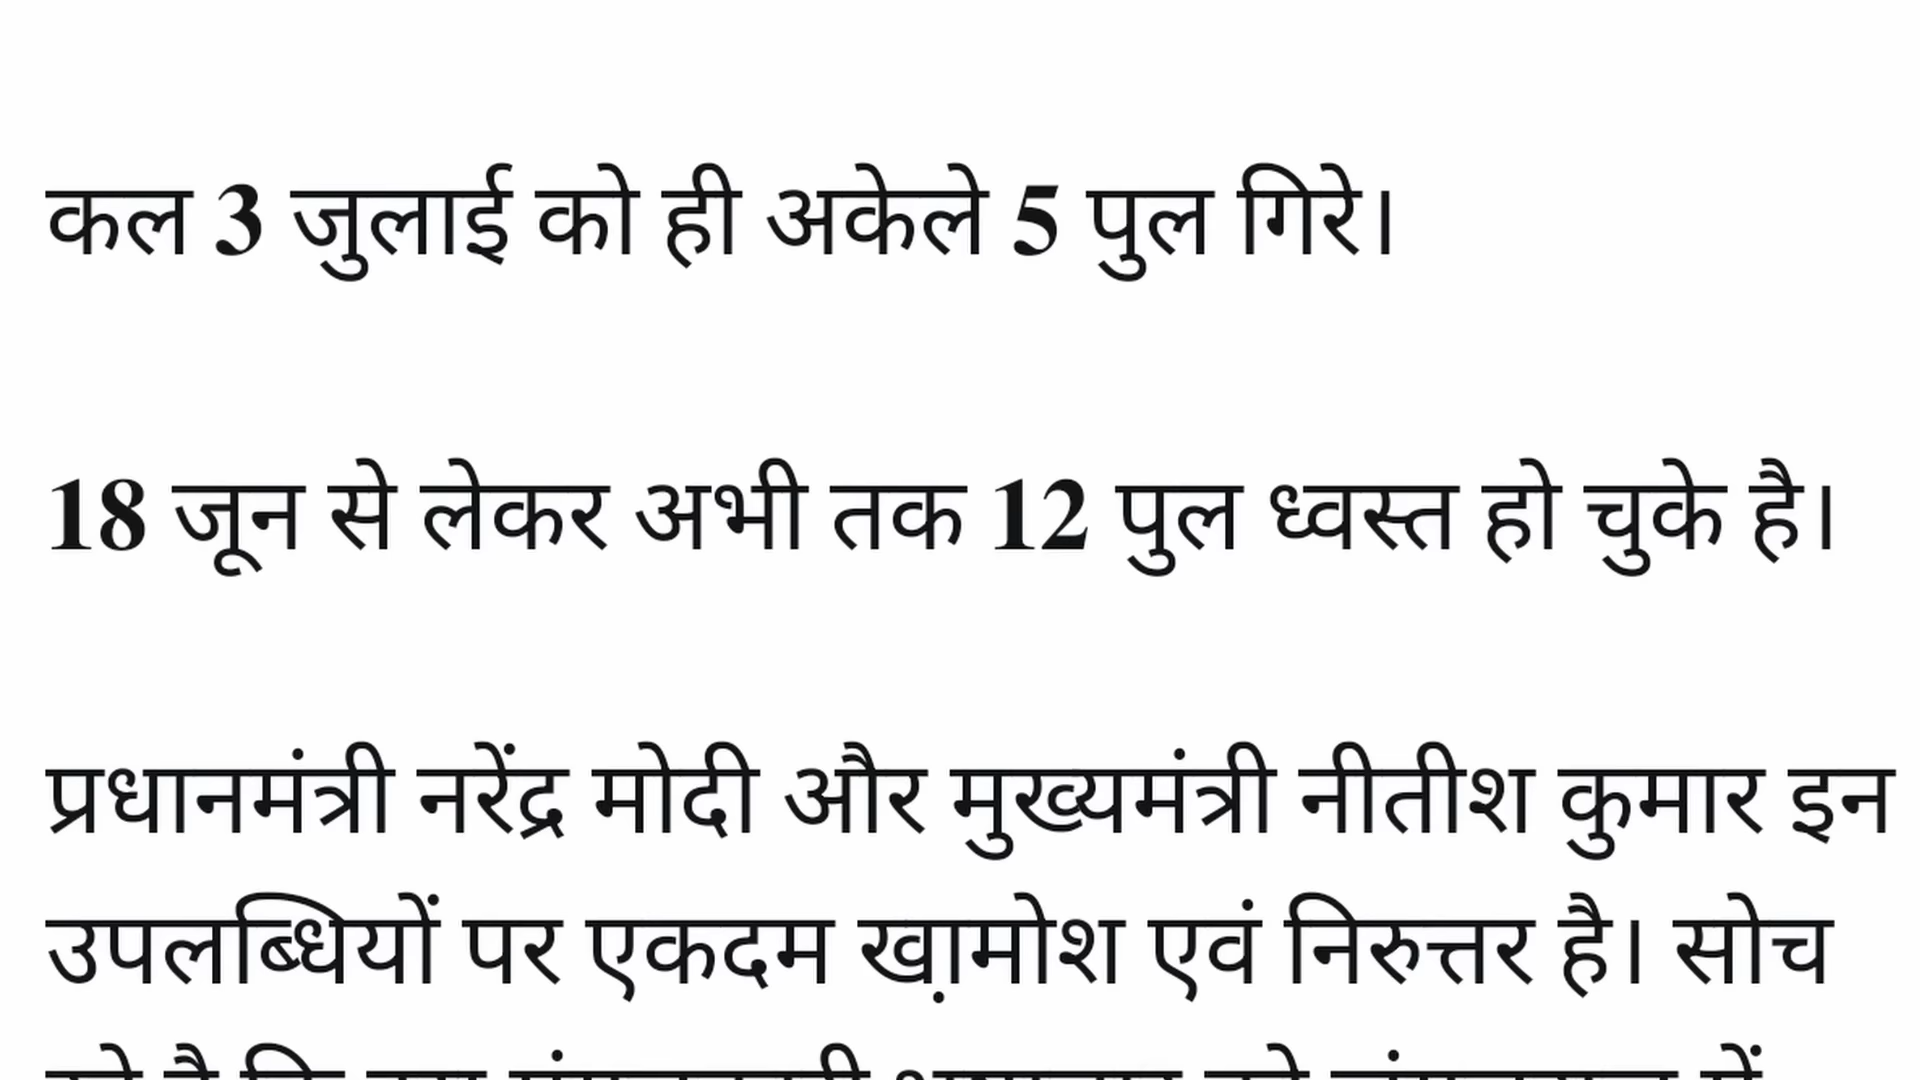 कल 3 जुलाई को ही अकेले 5 पुल गिरे।
18 जून से लेकर अभी तक 12 पुल ध्वस्त हो चुके है।
प्रधानमंत्री नरेंद्र मोदी और मुख्यमंत्री नीतीश कुमार इन
उपलब्धियों पर एकदम खा़मोश एवं निरुत्तर है। सोच